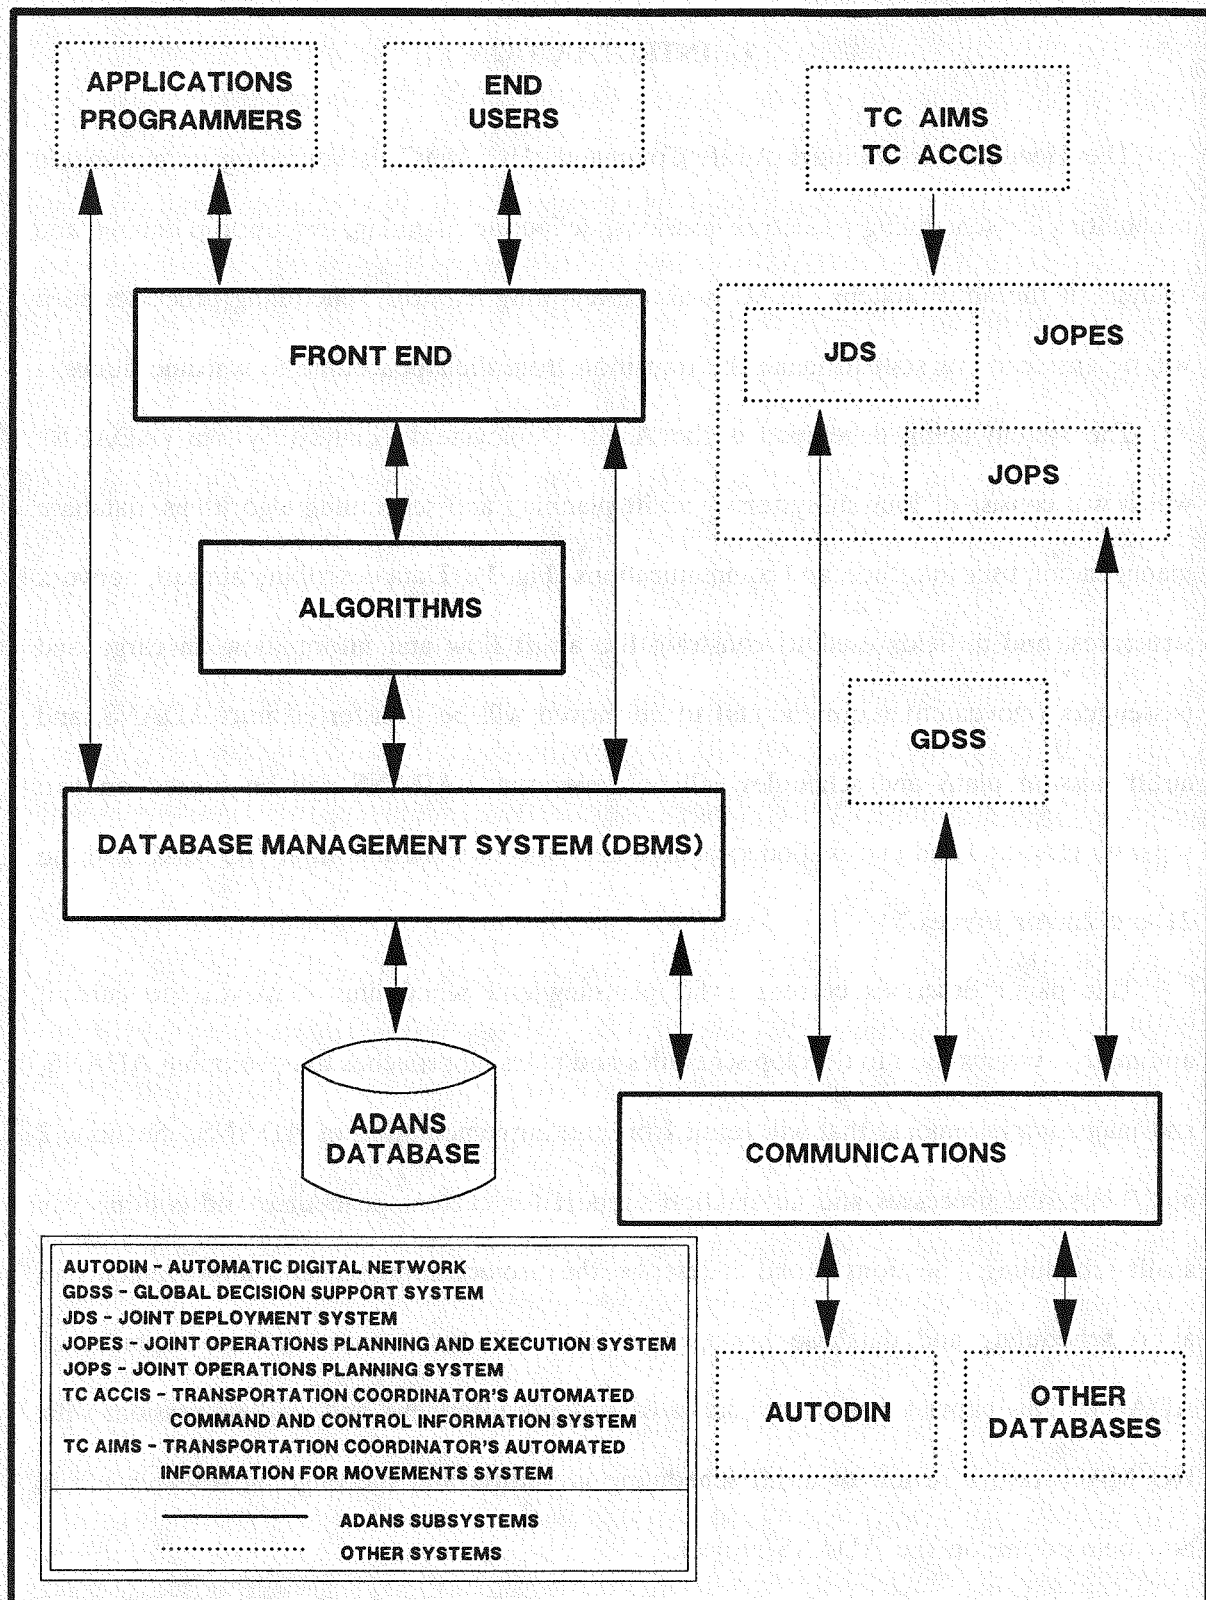 APPLICATIONS
PROGRAMMERS
END
USERS
TC AIMS
TC ACCIS
FRONT END
JDS
JOPES
JOPS
ALGORITHMS
GDSS
DATABASE MANAGEMENT SYSTEM (DBMS)
ADANS
DATABASE
COMMUNICATIONS
AUTODIN – AUTOMATIC DIGITAL NETWORK
GDSS – GLOBAL DECISION SUPPORT SYSTEM
JDS – JOINT DEPLOYMENT SYSTEM
JOPES – JOINT OPERATIONS PLANNING AND EXECUTION SYSTEM
JOPS – JOINT OPERATIONS PLANNING SYSTEM
TC ACCIS – TRANSPORTATION COORDINATOR'S AUTOMATED
COMMAND AND CONTROL INFORMATION SYSTEM
TC AIMS – TRANSPORTATION COORDINATOR'S AUTOMATED
INFORMATION FOR MOVEMENTS SYSTEM
ADANS SUBSYSTEMS
OTHER SYSTEMS
AUTODIN
OTHER
DATABASES